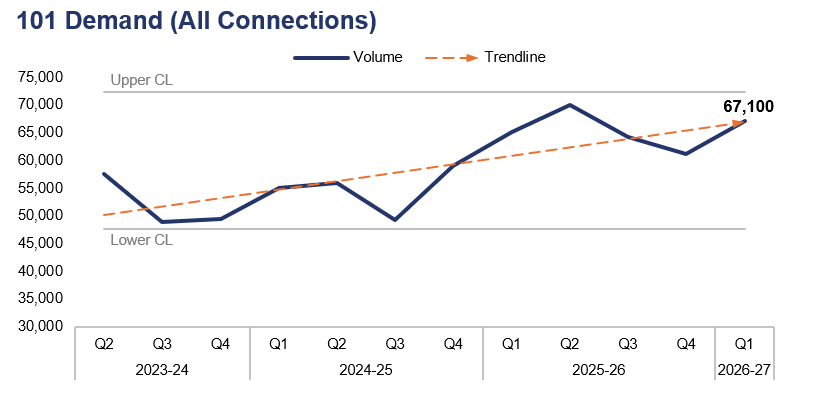 101 Demand (All Connections)
Volume Trendline
75,000
Upper CL
70,000
67,100
65,000
60,000
55,000
50,000
45,000
Lower CL
40,000
35,000
30,000
Q2 Q3 Q4 Q1 Q2 Q3 Q4 Q1 Q2 Q3 Q4 Q1
2023-24 2024-25 2025-26 2026-27